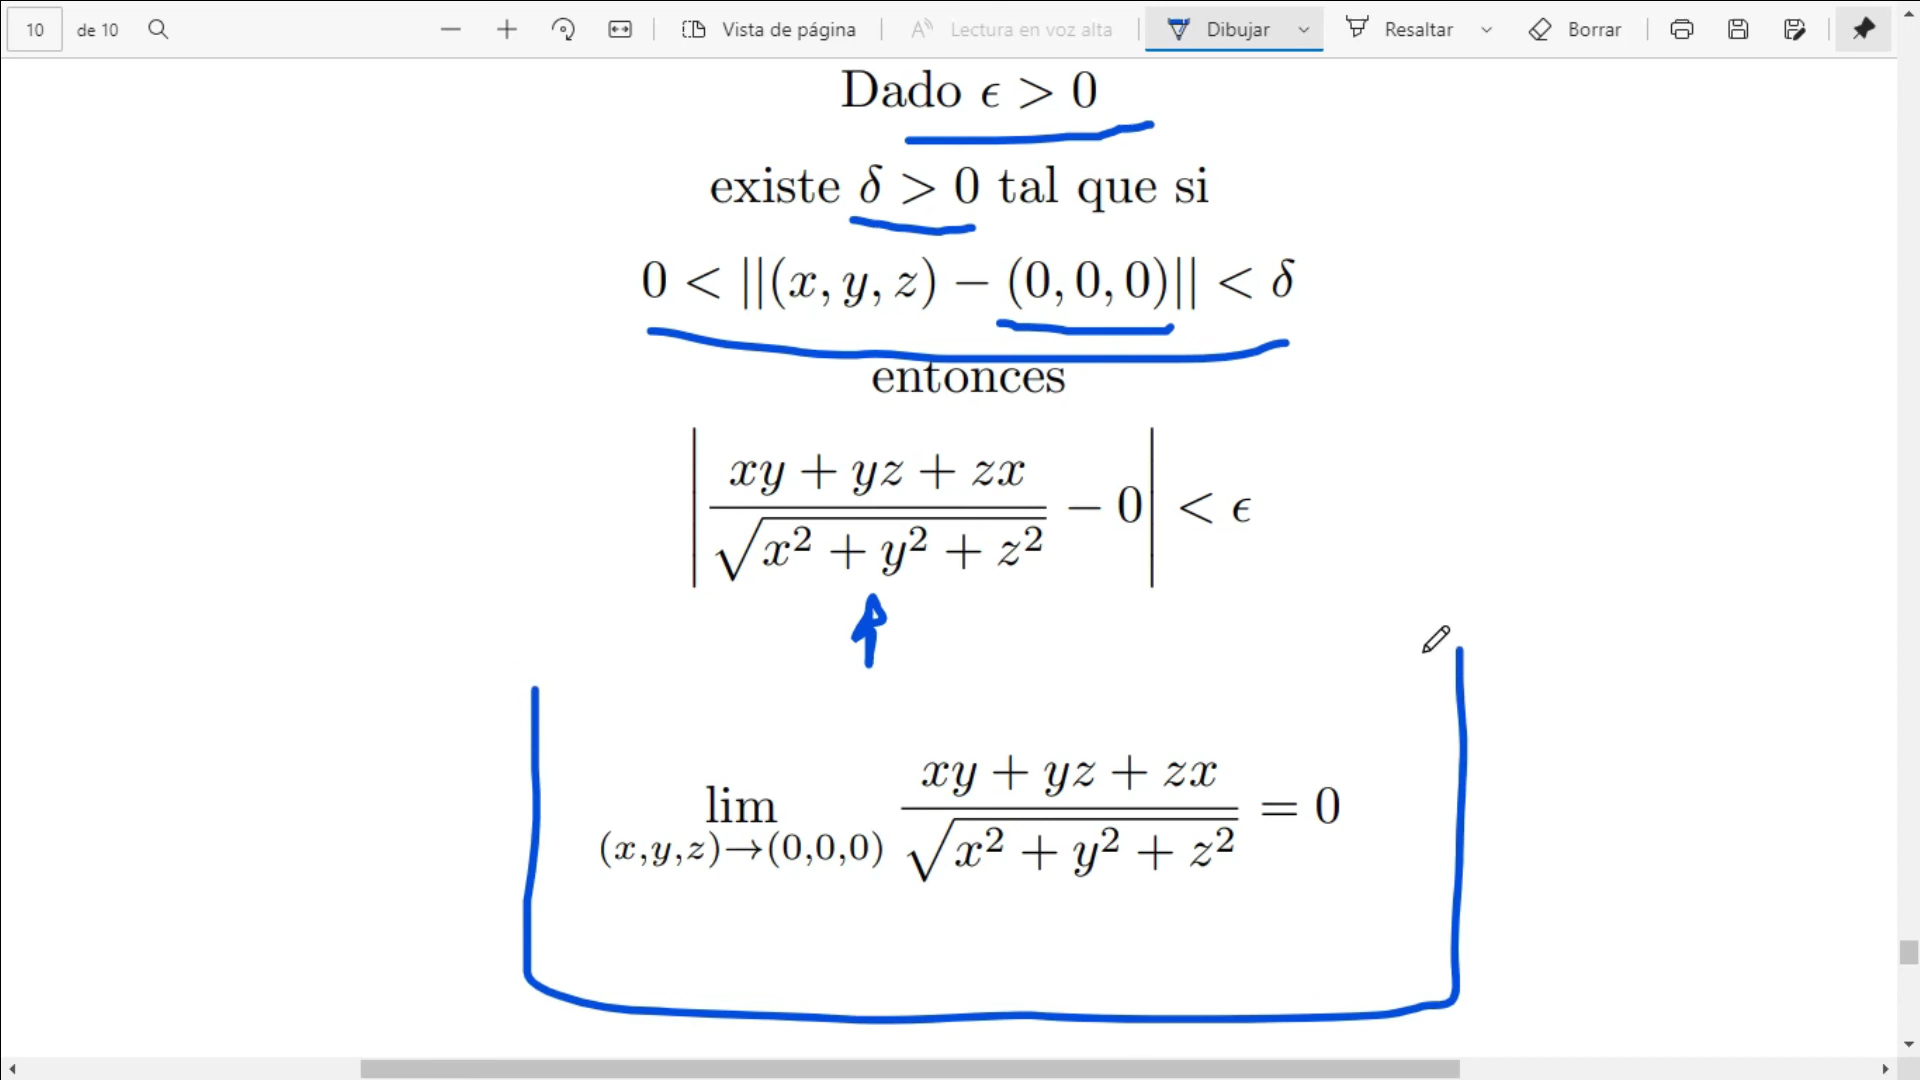 10 de 10 Vista de página Lectura en voz alta Dibujar Resaltar Borrar
Dado ϵ > 0
existe δ > 0 tal que si
0 < ||(x, y, z) − (0, 0, 0)|| < δ
entonces
| (xy + yz + zx) / √(x² + y² + z²) − 0 | < ϵ
lim (x,y,z)→(0,0,0) (xy + yz + zx) / √(x² + y² + z²) = 0